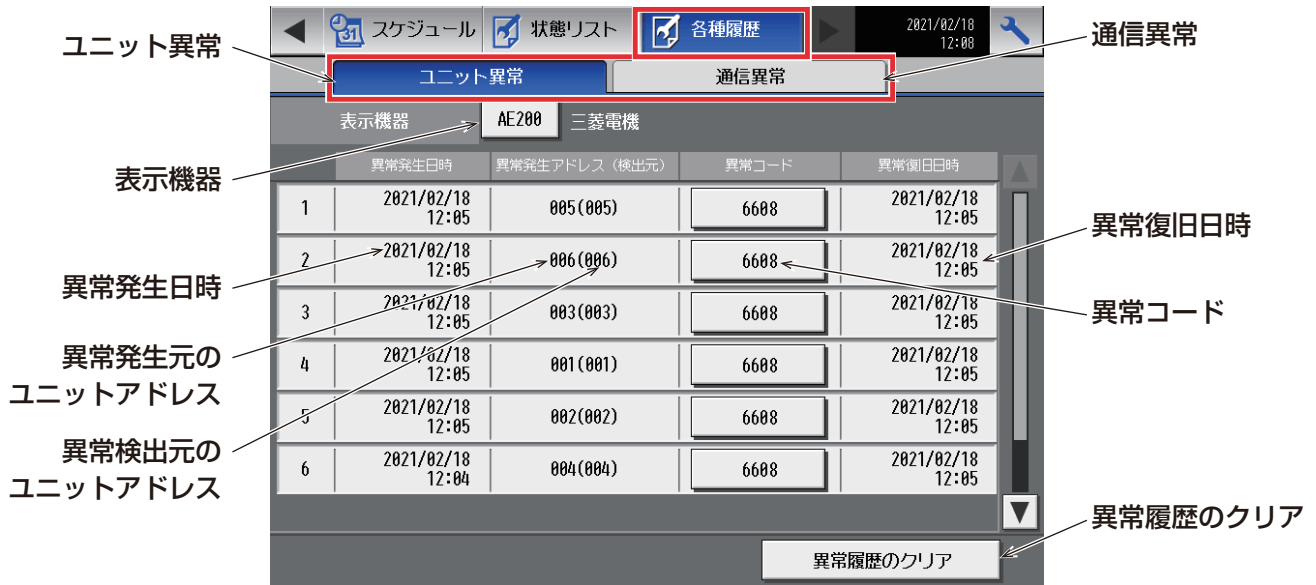 スケジュール 状態リスト 各種履歴 2021/02/18
12:08
ユニット異常 通信異常
ユニット異常 通信異常
表示機器 AE200 三菱電機
表示機器
異常発生日時 異常発生アドレス（検出元） 異常コード 異常復旧日時
1 2021/02/18 12:05 005(005) 6608 2021/02/18 12:05
2 2021/02/18 12:05 006(006) 6608 2021/02/18 12:05
3 2021/02/18 12:05 003(003) 6608 2021/02/18 12:05
4 2021/02/18 12:05 001(001) 6608 2021/02/18 12:05
5 2021/02/18 12:05 002(002) 6608 2021/02/18 12:05
6 2021/02/18 12:04 004(004) 6608 2021/02/18 12:05
異常履歴のクリア
異常発生日時
異常発生元の
ユニットアドレス
異常検出元の
ユニットアドレス
異常復旧日時
異常コード
異常履歴のクリア